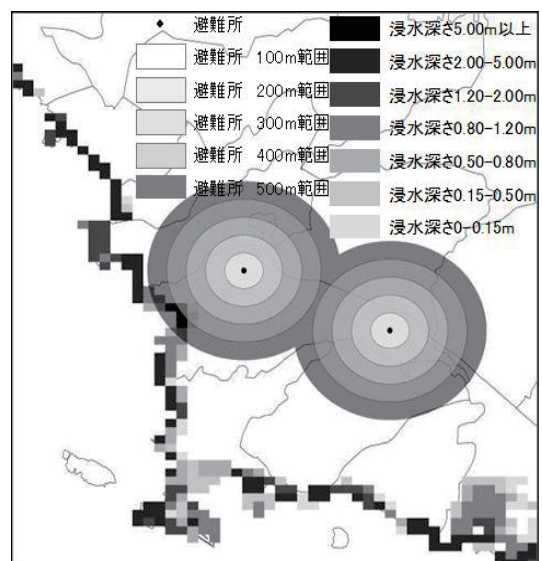 避難所
避難所 100m範囲
避難所 200m範囲
避難所 300m範囲
避難所 400m範囲
避難所 500m範囲
浸水深さ5.00m以上
浸水深さ2.00-5.00m
浸水深さ1.20-2.00m
浸水深さ0.80-1.20m
浸水深さ0.50-0.80m
浸水深さ0.15-0.50m
浸水深さ0-0.15m